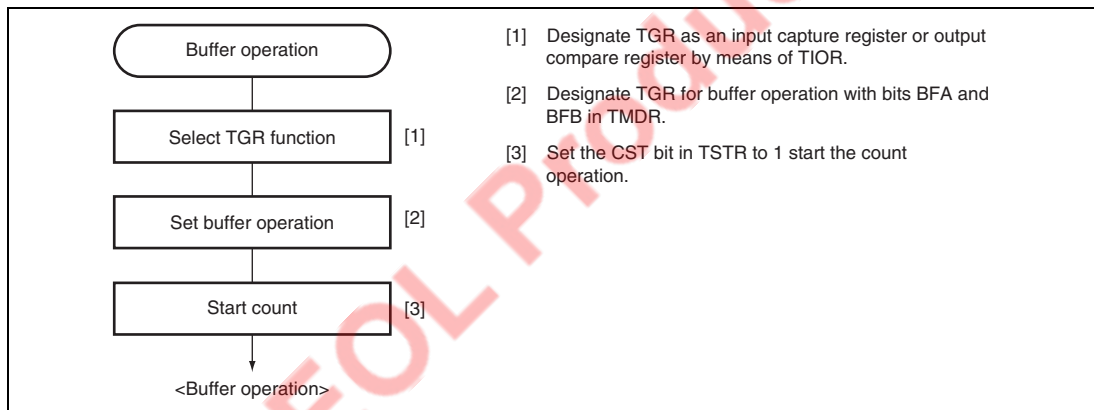 Buffer operation
Select TGR function
[1]
Set buffer operation
[2]
Start count
[3]
<Buffer operation>
[1] Designate TGR as an input capture register or output
compare register by means of TIOR.
[2] Designate TGR for buffer operation with bits BFA and
BFB in TMDR.
[3] Set the CST bit in TSTR to 1 start the count
operation.
EOL Produ